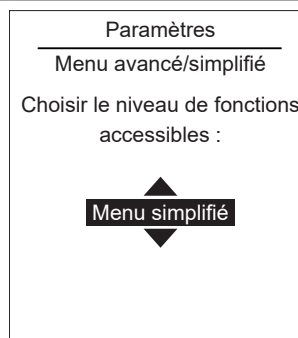 Paramètres
Menu avancé/simplifié
Choisir le niveau de fonctions
accessibles :
Menu simplifié